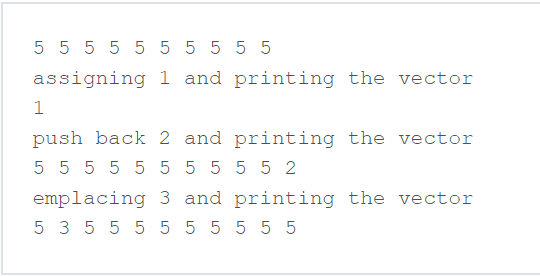 5 5 5 5 5 5 5 5 5 5
assigning 1 and printing the vector
1
push back 2 and printing the vector
5 5 5 5 5 5 5 5 5 5 2
emplacing 3 and printing the vector
5 3 5 5 5 5 5 5 5 5 5